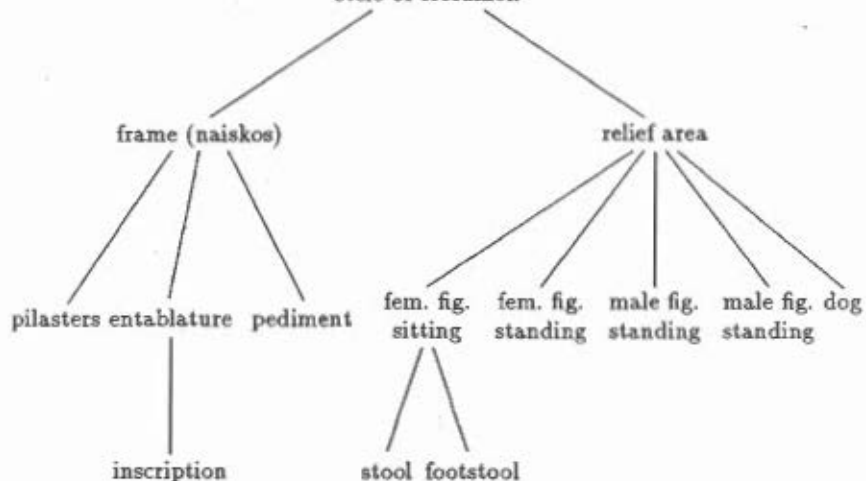 frame (naiskos) relief area
pilasters entablature pediment fem. fig. fem. fig. male fig. male fig. dog
sitting standing standing standing
inscription stool footstool